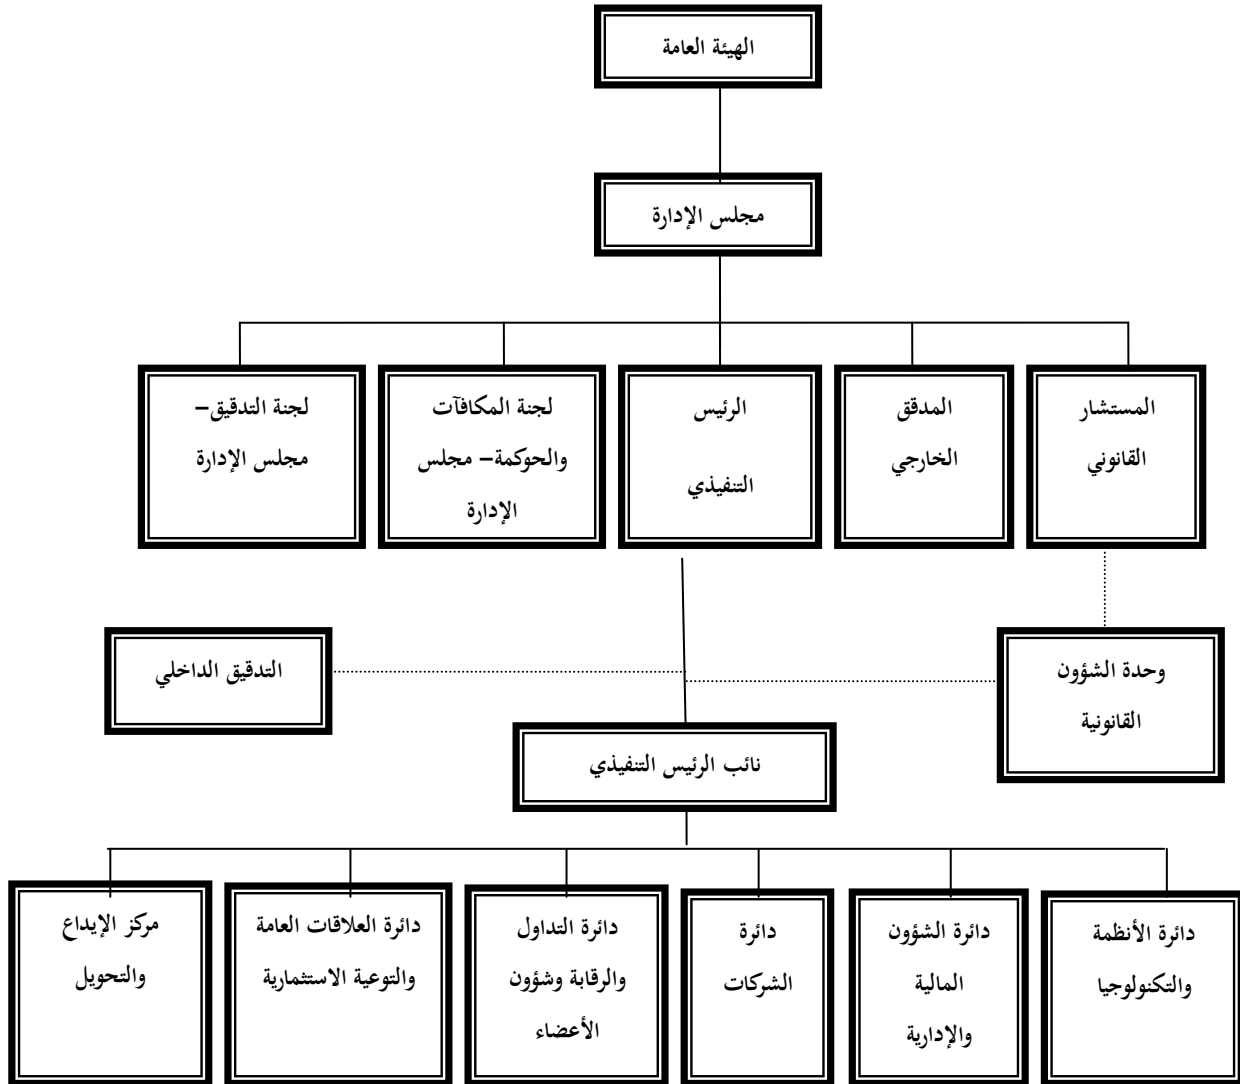 الهيئة العامة
مجلس الإدارة
المستشار
القانوني
المدقق
الخارجي
الرئيس
التنفيذي
لجنة المكافآت
والحوكمة– مجلس
الإدارة
لجنة التدقيق–
مجلس الإدارة
وحدة الشؤون
القانونية
التدقيق الداخلي
نائب الرئيس التنفيذي
دائرة الأنظمة
والتكنولوجيا
دائرة الشؤون
المالية
والإدارية
دائرة
الشركات
دائرة التداول
والرقابة وشؤون
الأعضاء
دائرة العلاقات العامة
والتوعية الاستثمارية
مركز الإيداع
والتحويل